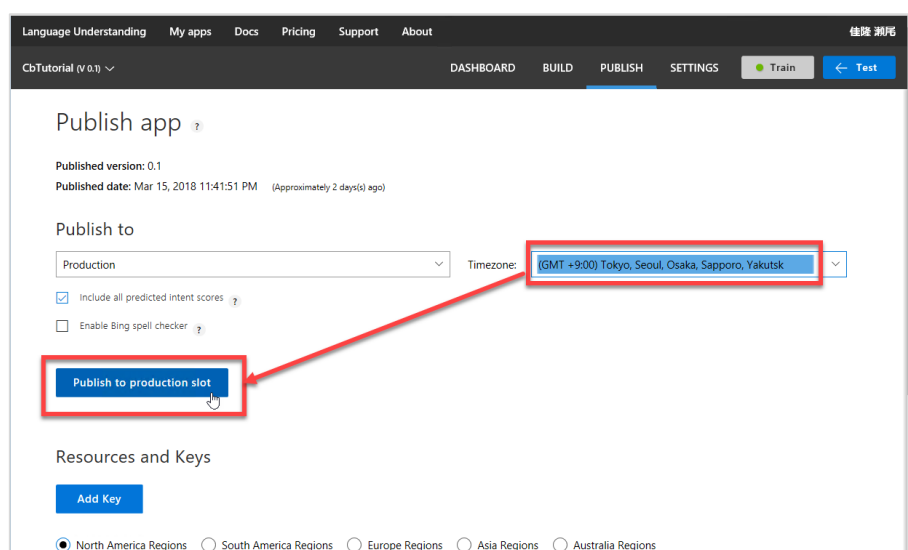 Language Understanding My apps Docs Pricing Support About 佳隆 瀬尾
CbTutorial (V 0.1) DASHBOARD BUILD PUBLISH SETTINGS Train Test
Publish app ?
Published version: 0.1
Published date: Mar 15, 2018 11:41:51 PM (Approximately 2 days(s) ago)
Publish to
Production Timezone: (GMT +9:00) Tokyo, Seoul, Osaka, Sapporo, Yakutsk
Include all predicted intent scores ?
Enable Bing spell checker ?
Publish to production slot
Resources and Keys
Add Key
North America Regions South America Regions Europe Regions Asia Regions Australia Regions